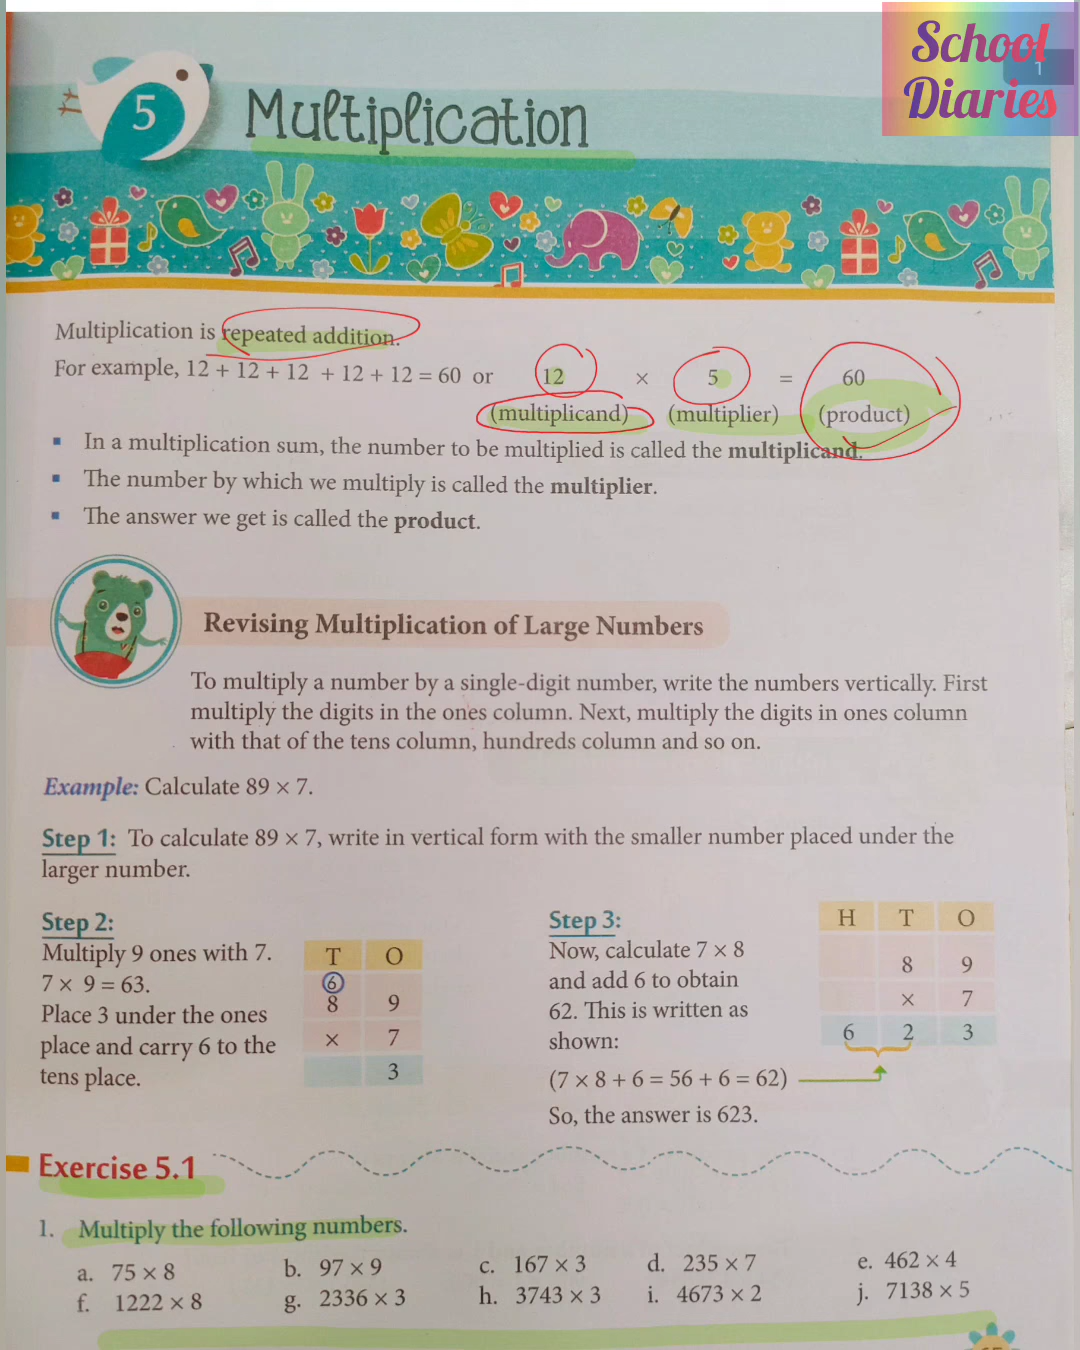 School
Diaries
1
5
Multiplication
Multiplication is repeated addition.
For example, 12 + 12 + 12 + 12 + 12 = 60 or 12 × 5 = 60
(multiplicand) (multiplier) (product)
▪ In a multiplication sum, the number to be multiplied is called the multiplicand.
▪ The number by which we multiply is called the multiplier.
▪ The answer we get is called the product.
Revising Multiplication of Large Numbers
To multiply a number by a single-digit number, write the numbers vertically. First
multiply the digits in the ones column. Next, multiply the digits in ones column
with that of the tens column, hundreds column and so on.
Example: Calculate 89 × 7.
Step 1: To calculate 89 × 7, write in vertical form with the smaller number placed under the
larger number.
Step 2:
Multiply 9 ones with 7.
7 × 9 = 63.
Place 3 under the ones
place and carry 6 to the
tens place.
T O
6
8 9
× 7
3
Step 3:
Now, calculate 7 × 8
and add 6 to obtain
62. This is written as
shown:
(7 × 8 + 6 = 56 + 6 = 62)
So, the answer is 623.
H T O
8 9
× 7
6 2 3
Exercise 5.1
1. Multiply the following numbers.
a. 75 × 8 b. 97 × 9 c. 167 × 3 d. 235 × 7 e. 462 × 4
f. 1222 × 8 g. 2336 × 3 h. 3743 × 3 i. 4673 × 2 j. 7138 × 5